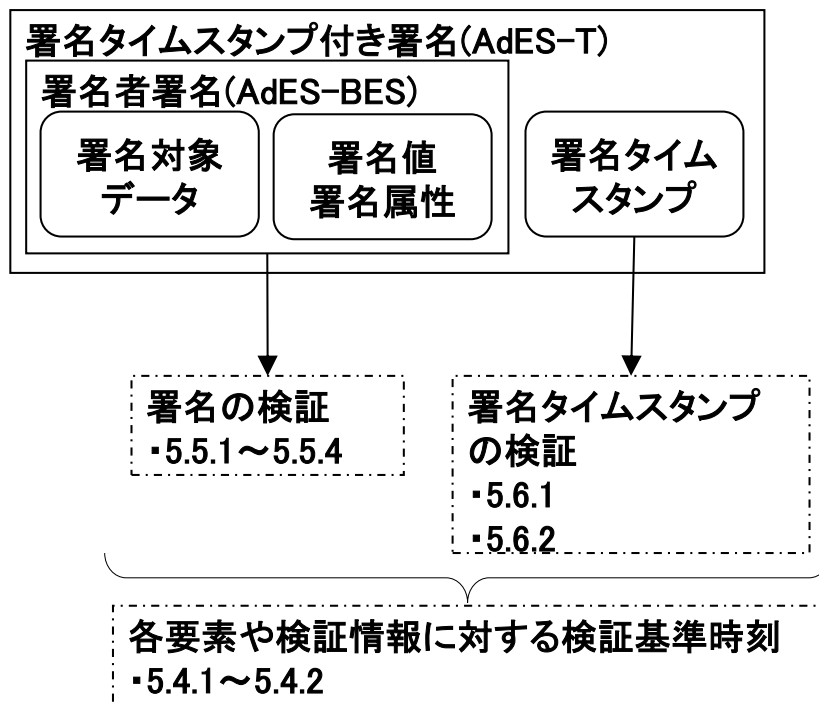 署名タイムスタンプ付き署名(AdES-T)
署名者署名(AdES-BES)
署名対象
データ
署名値
署名属性
署名タイム
スタンプ
署名の検証
・5.5.1～5.5.4
署名タイムスタンプ
の検証
・5.6.1
・5.6.2
各要素や検証情報に対する検証基準時刻
・5.4.1～5.4.2